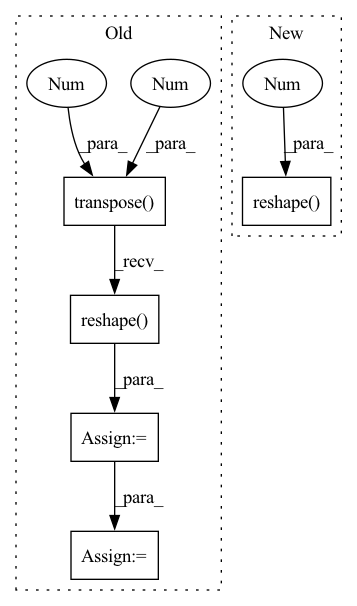 Old
New
Num
Num
Num
_para_
_para_
_para_
transpose()
reshape()
_recv_
reshape()
_para_
Assign:=
_para_
Assign:=